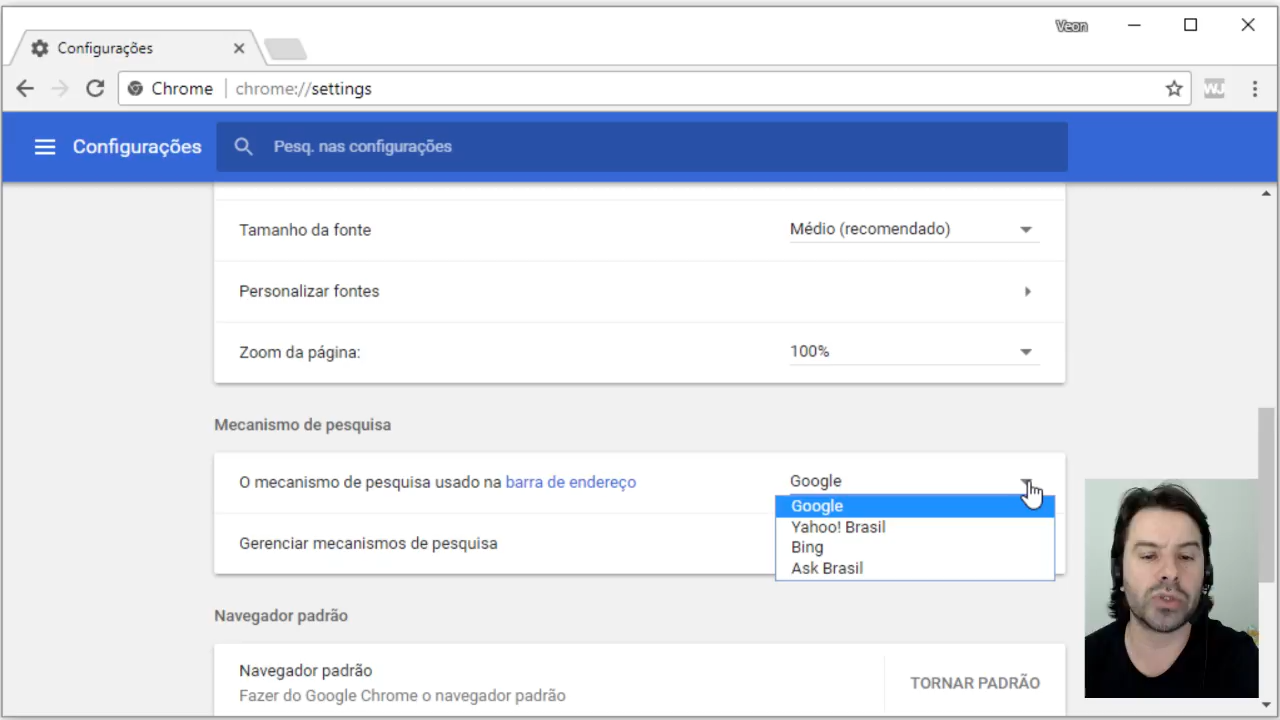 Veon
Configurações
Chrome chrome://settings
WJ
Configurações
Pesq. nas configurações
Tamanho da fonte
Médio (recomendado)
Personalizar fontes
Zoom da página:
100%
Mecanismo de pesquisa
O mecanismo de pesquisa usado na barra de endereço
Google
Google
Yahoo! Brasil
Bing
Ask Brasil
Gerenciar mecanismos de pesquisa
Navegador padrão
Navegador padrão
Fazer do Google Chrome o navegador padrão
TORNAR PADRÃO